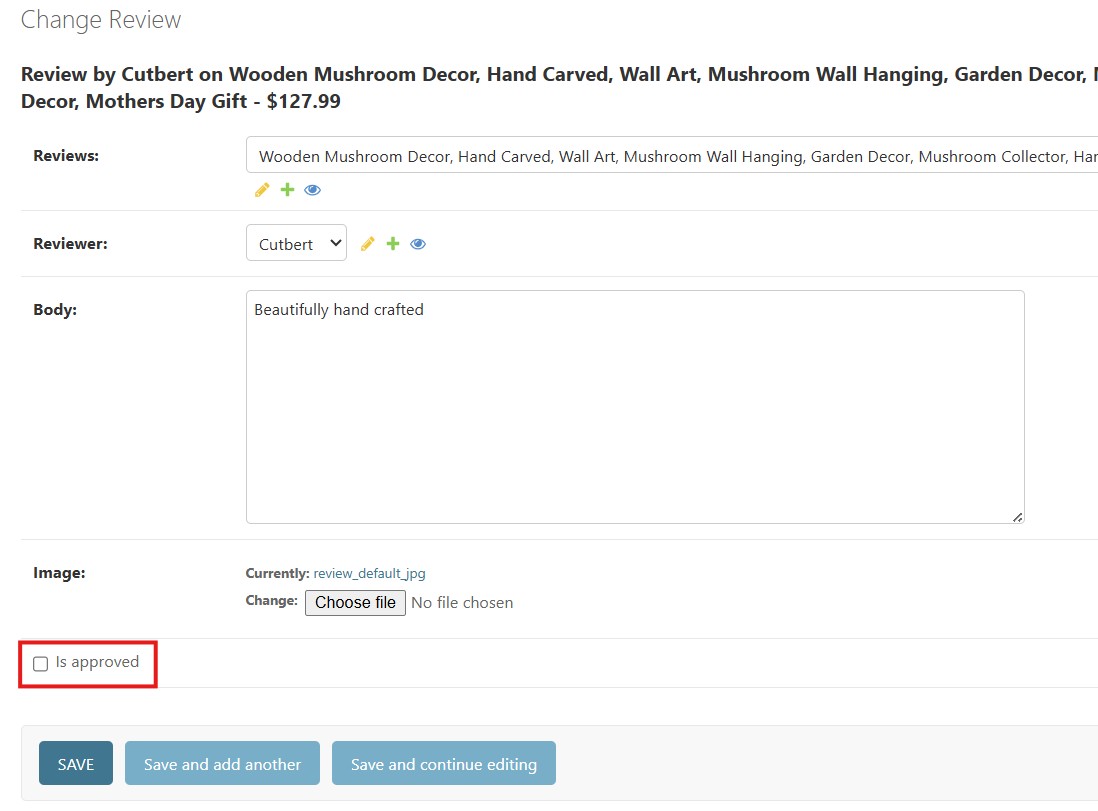 Change Review
Review by Cutbert on Wooden Mushroom Decor, Hand Carved, Wall Art, Mushroom Wall Hanging, Garden Decor,
Decor, Mothers Day Gift - $127.99
Reviews:
Wooden Mushroom Decor, Hand Carved, Wall Art, Mushroom Wall Hanging, Garden Decor, Mushroom Collector,
Reviewer:
Cutbert
Body:
Beautifully hand crafted
Image:
Currently: review_default_jpg
Change: Choose file No file chosen
Is approved
SAVE Save and add another Save and continue editing